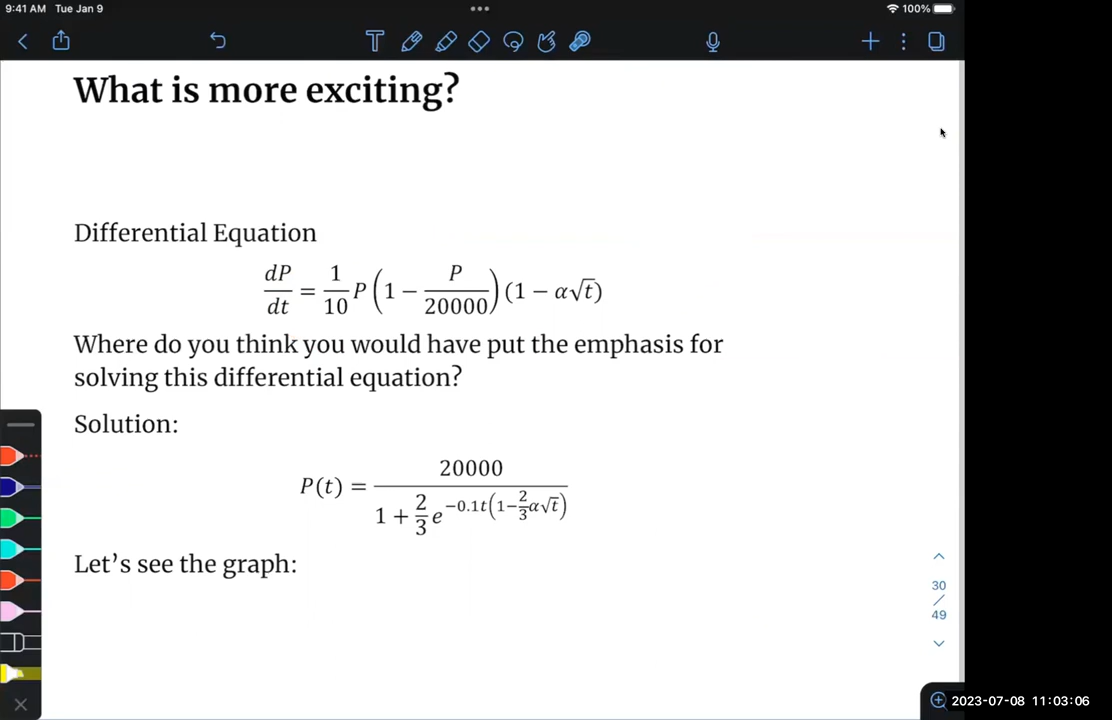 9:41 AM Tue Jan 9
100%
What is more exciting?
Differential Equation
dP/dt = 1/10 P (1 − P/20000) (1 − α√t)
Where do you think you would have put the emphasis for
solving this differential equation?
Solution:
P(t) = 20000 / (1 + 2/3 e^(−0.1t(1−2/3 α√t)))
Let’s see the graph:
30
/
49
2023-07-08 11:03:06